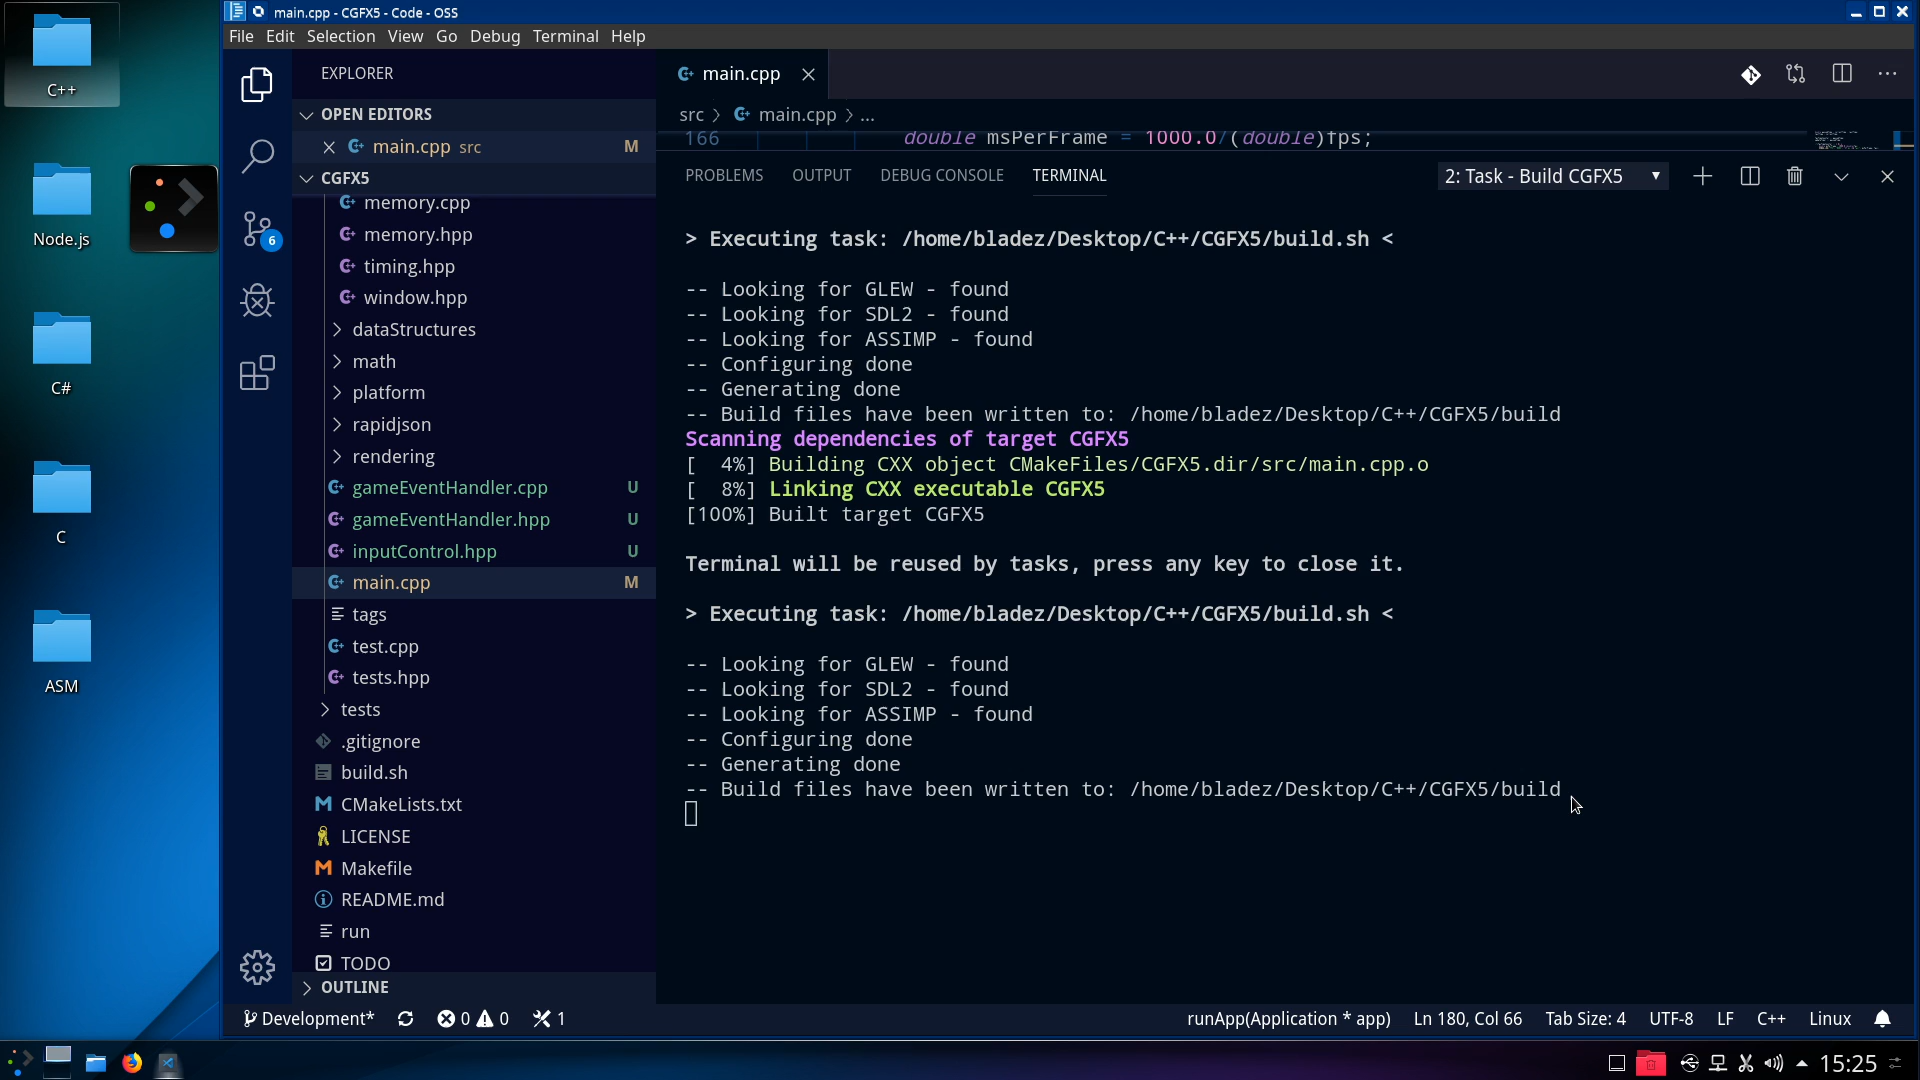 C++
Node.js
C#
C
ASM
main.cpp - CGFX5 - Code - OSS
File Edit Selection View Go Debug Terminal Help
EXPLORER
OPEN EDITORS
main.cpp src M
CGFX5
memory.cpp
memory.hpp
timing.hpp
window.hpp
dataStructures
math
platform
rapidjson
rendering
gameEventHandler.cpp U
gameEventHandler.hpp U
inputControl.hpp U
main.cpp M
tags
test.cpp
tests.hpp
tests
.gitignore
build.sh
CMakeLists.txt
LICENSE
Makefile
README.md
run
TODO
OUTLINE
6
main.cpp
src > main.cpp > ...
166 double msPerFrame = 1000.0/(double)fps;
PROBLEMS OUTPUT DEBUG CONSOLE TERMINAL 2: Task - Build CGFX5
> Executing task: /home/bladez/Desktop/C++/CGFX5/build.sh <
-- Looking for GLEW - found
-- Looking for SDL2 - found
-- Looking for ASSIMP - found
-- Configuring done
-- Generating done
-- Build files have been written to: /home/bladez/Desktop/C++/CGFX5/build
Scanning dependencies of target CGFX5
[  4%] Building CXX object CMakeFiles/CGFX5.dir/src/main.cpp.o
[  8%] Linking CXX executable CGFX5
[100%] Built target CGFX5
Terminal will be reused by tasks, press any key to close it.
> Executing task: /home/bladez/Desktop/C++/CGFX5/build.sh <
-- Looking for GLEW - found
-- Looking for SDL2 - found
-- Looking for ASSIMP - found
-- Configuring done
-- Generating done
-- Build files have been written to: /home/bladez/Desktop/C++/CGFX5/build
Development* 0 0 1 runApp(Application * app) Ln 180, Col 66 Tab Size: 4 UTF-8 LF C++ Linux
15:25